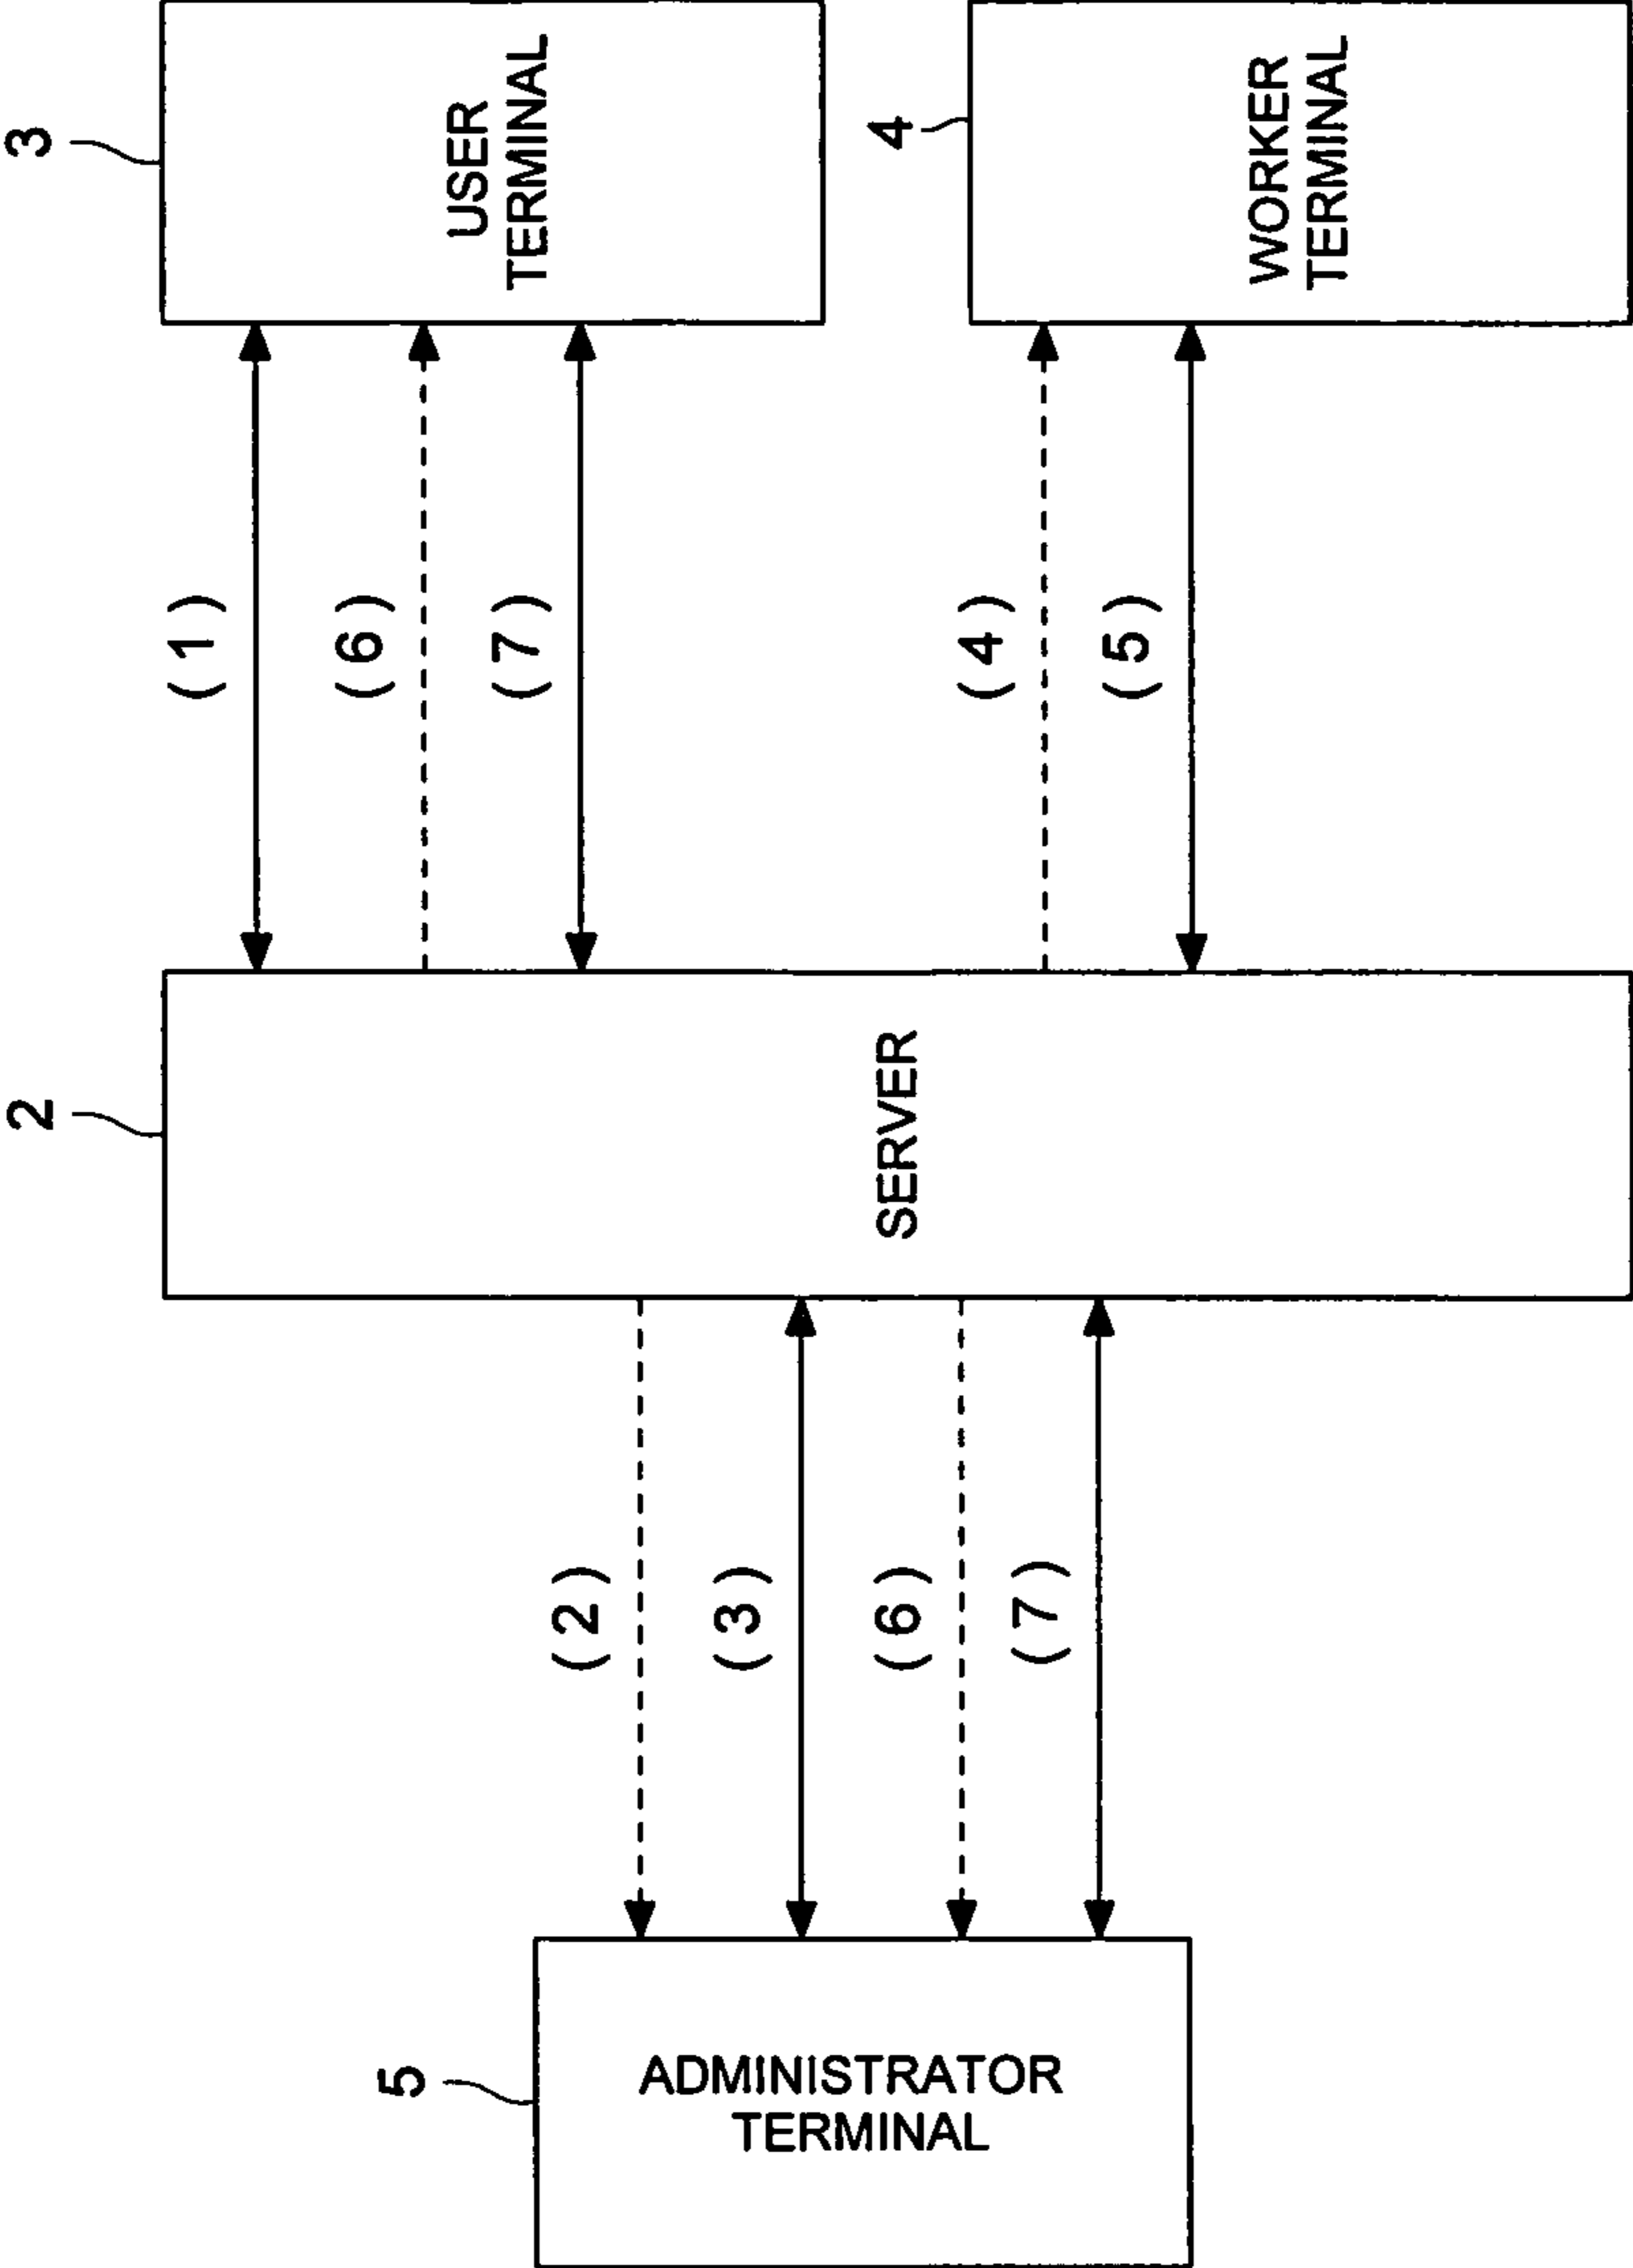 3
USER
TERMINAL
4
WORKER
TERMINAL
(1)
(6)
(7)
(4)
(5)
2
SERVER
(2)
(3)
(6)
(7)
5
ADMINISTRATOR
TERMINAL